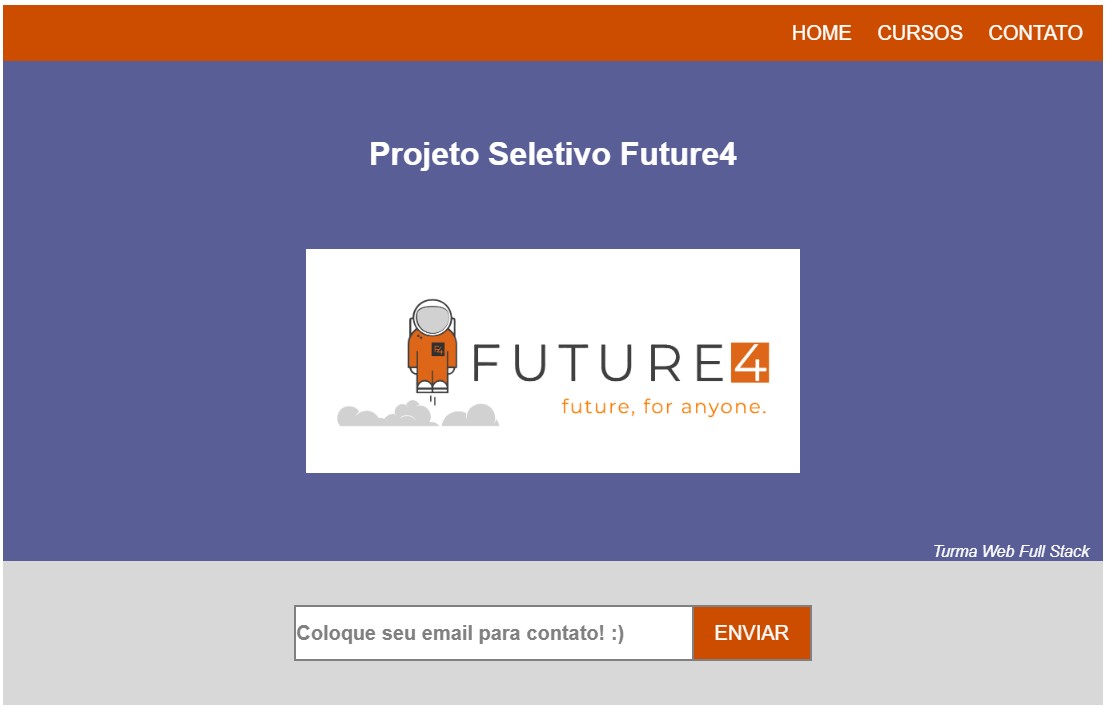 HOME CURSOS CONTATO
Projeto Seletivo Future4
FUTURE4
future, for anyone.
Turma Web Full Stack
Coloque seu email para contato! :) ENVIAR